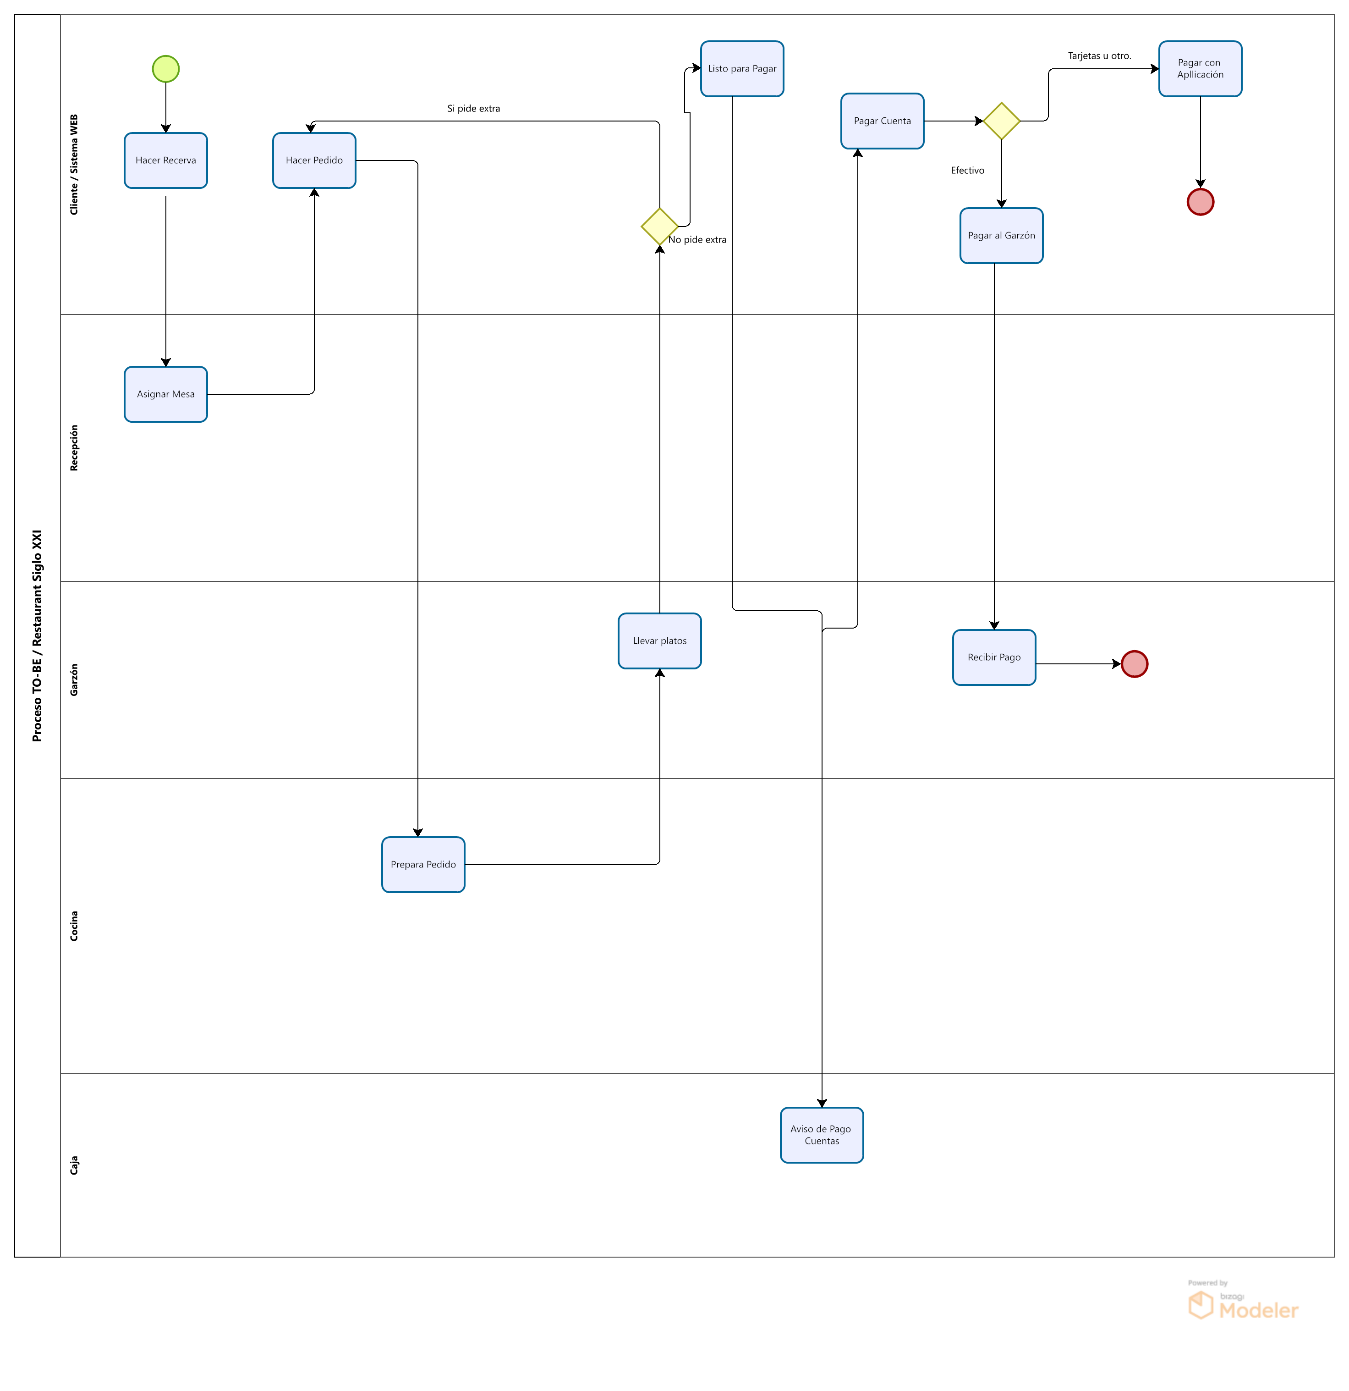 Proceso TO-BE / Restaurant Siglo XXI
Cliente / Sistema WEB
Hacer Recerva
Hacer Pedido
Si pide extra
No pide extra
Listo para Pagar
Pagar Cuenta
Efectivo
Tarjetas u otro.
Pagar con
Apllicación
Pagar al Garzón
Recepción
Asignar Mesa
Garzón
Llevar platos
Recibir Pago
Cocina
Prepara Pedido
Caja
Aviso de Pago
Cuentas
Powered by
bizagi
Modeler